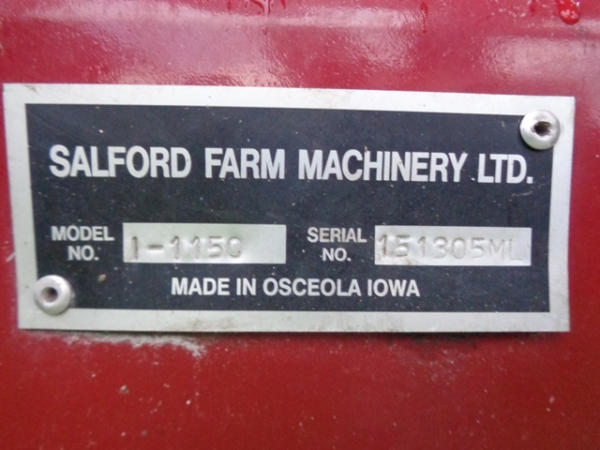 SALFORD FARM MACHINERY LTD.
MODEL NO. I-1150 SERIAL NO. 151305ML
MADE IN OSCEOLA IOWA